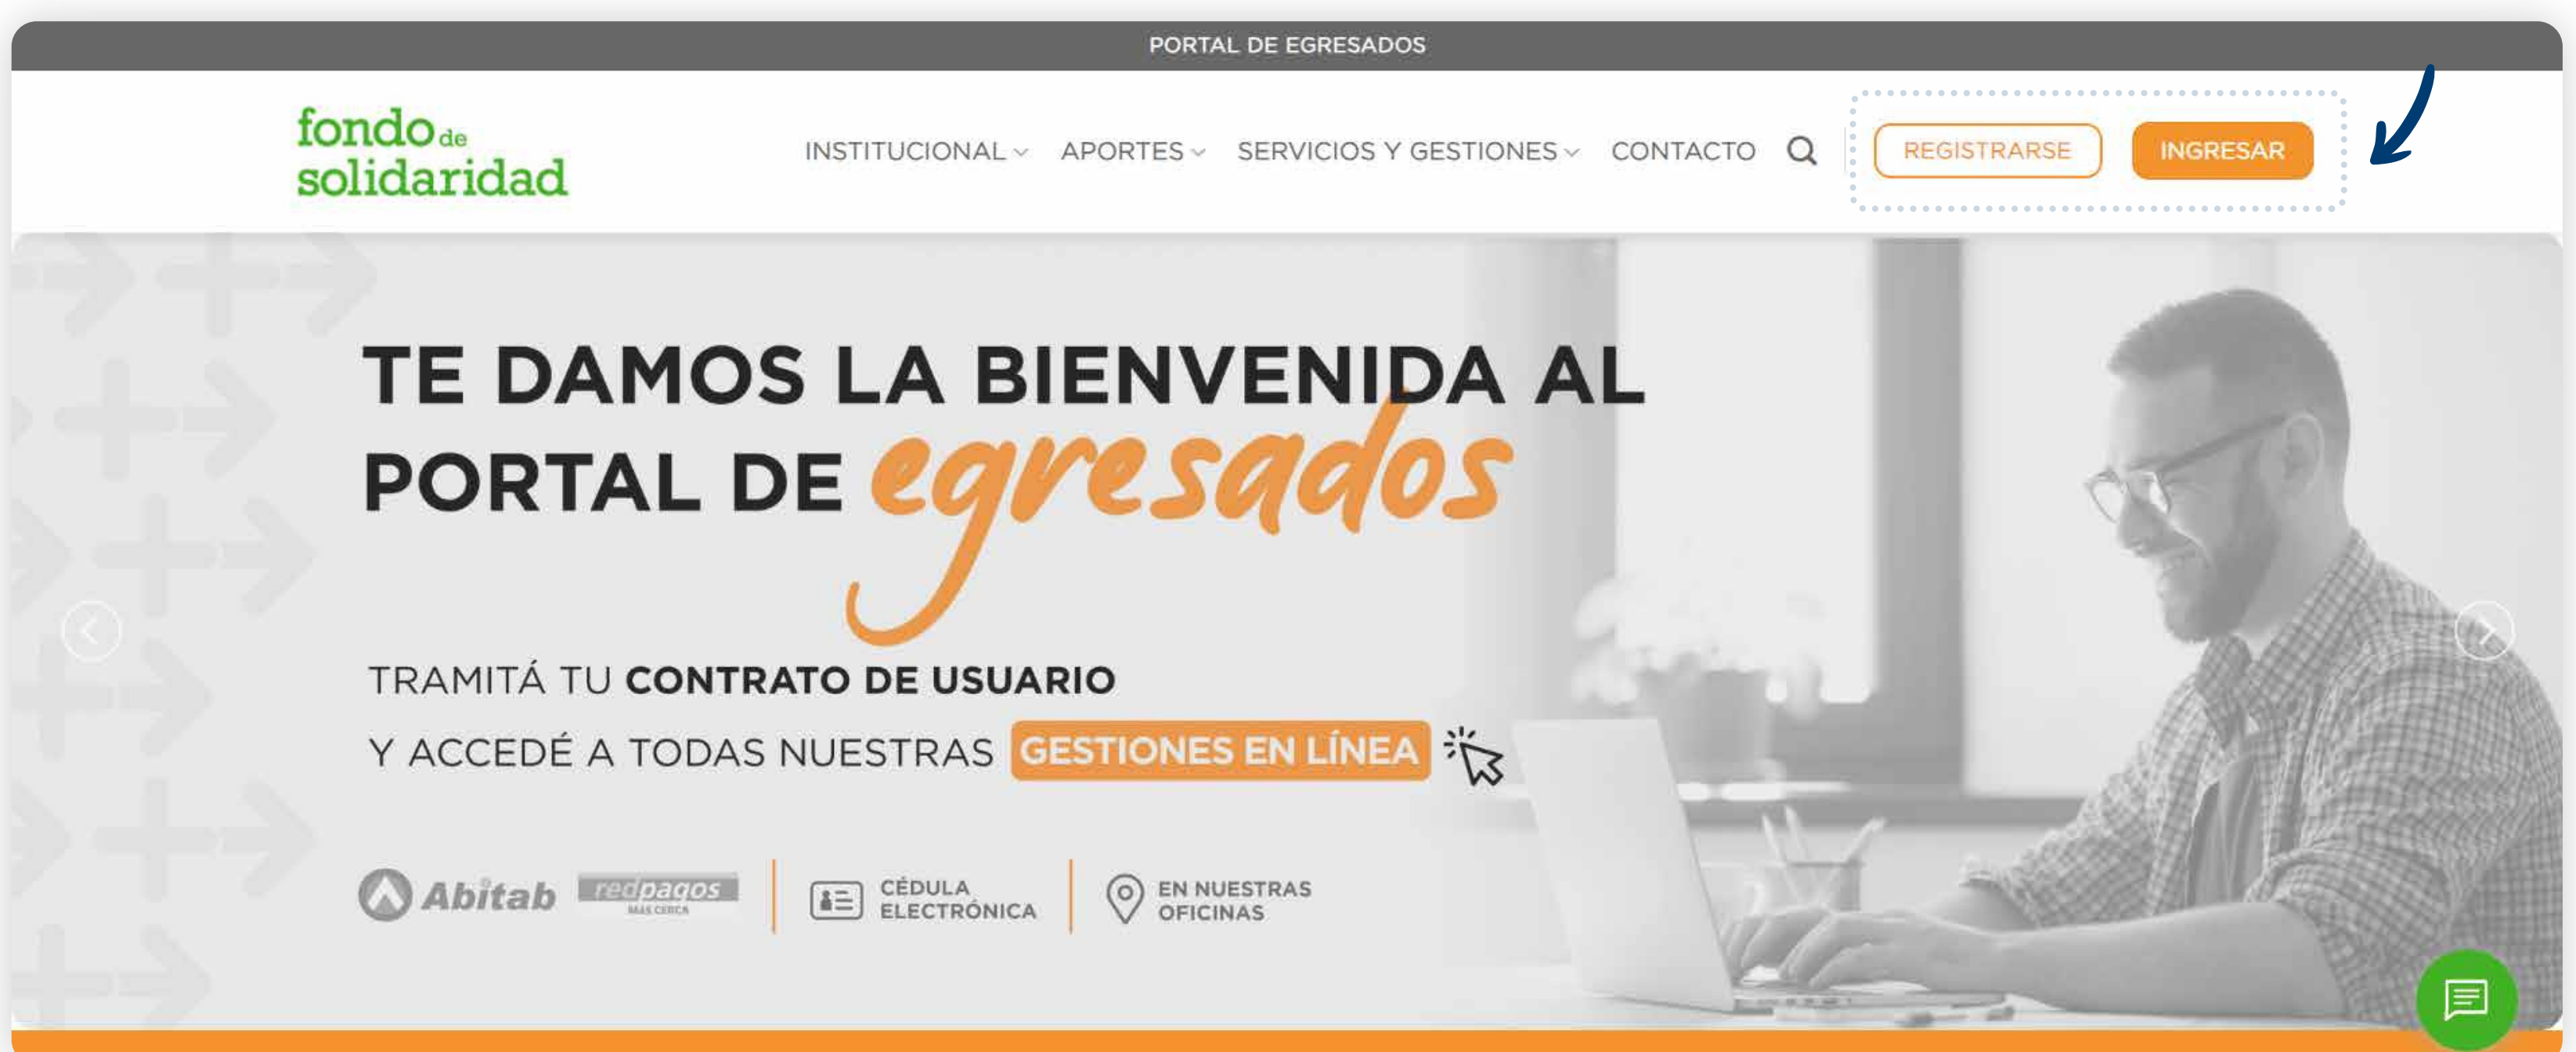 PORTAL DE EGRESADOS
fondo de
solidaridad
INSTITUCIONAL APORTES SERVICIOS Y GESTIONES CONTACTO REGISTRARSE INGRESAR
TE DAMOS LA BIENVENIDA AL
PORTAL DE egresados
TRAMITÁ TU CONTRATO DE USUARIO
Y ACCEDÉ A TODAS NUESTRAS GESTIONES EN LÍNEA
Abitab
redpagos
MÁS CERCA
CÉDULA
ELECTRÓNICA
EN NUESTRAS
OFICINAS